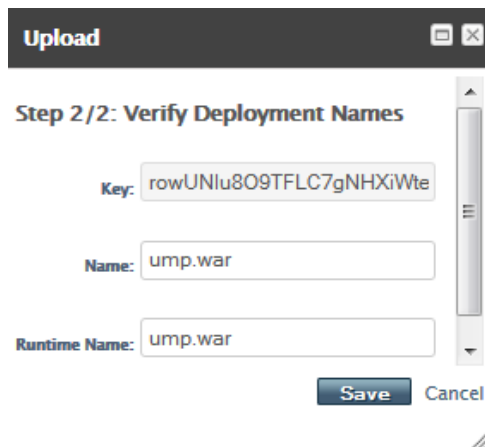 Upload
Step 2/2: Verify Deployment Names
Key: rowUNlu8O9TFLC7gNHXiWte
Name: ump.war
Runtime Name: ump.war
Save Cancel